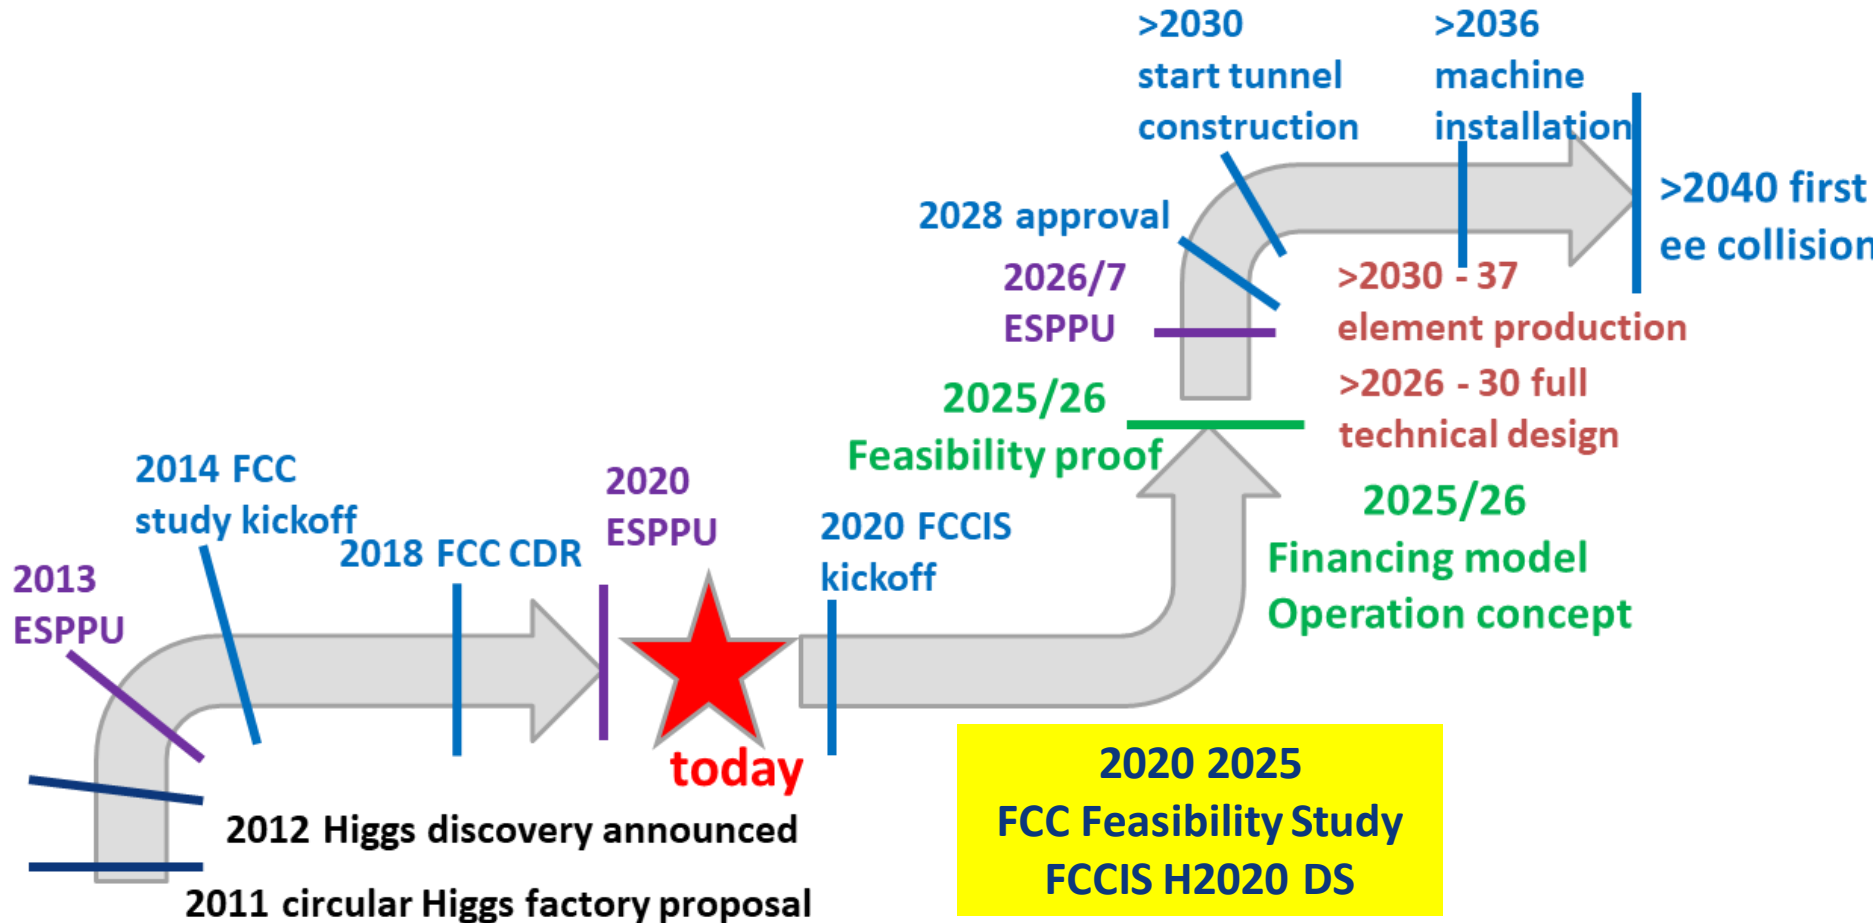 >2030
start tunnel
construction
>2036
machine
installation
>2040 first
ee collision
2028 approval
2026/7
ESPPU
>2030 - 37
element production
>2026 - 30 full
technical design
2025/26
Feasibility proof
2025/26
Financing model
Operation concept
2014 FCC
study kickoff
2018 FCC CDR
2020
ESPPU
2020 FCCIS
kickoff
2013
ESPPU
today
2012 Higgs discovery announced
2011 circular Higgs factory proposal
2020 2025
FCC Feasibility Study
FCCIS H2020 DS